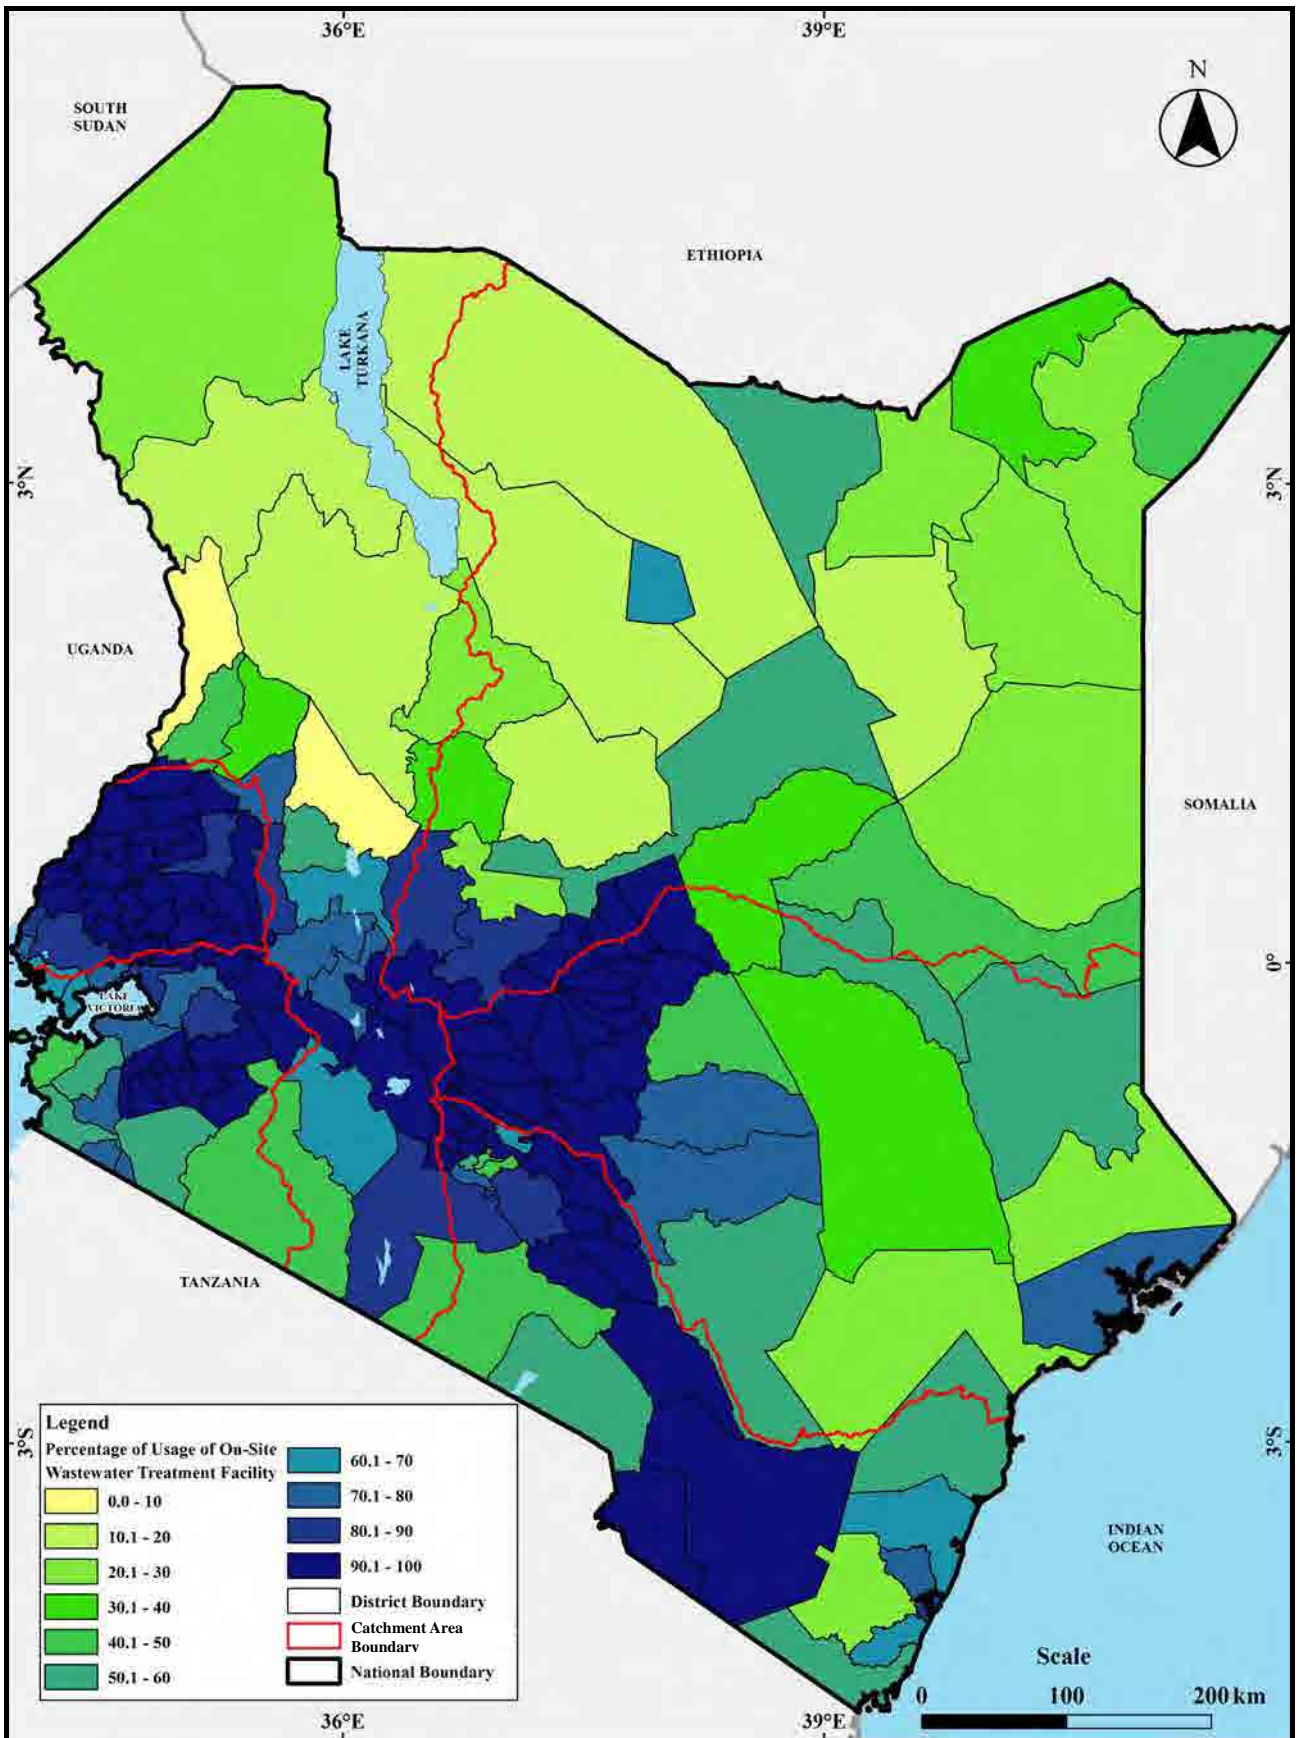 36°E
39°E
N
SOUTH
SUDAN
ETHIOPIA
LAKE
TURKANA
3°N
3°N
UGANDA
SOMALIA
0°
LAKE
VICTORIA
TANZANIA
Legend
Percentage of Usage of On-Site
Wastewater Treatment Facility
0.0 - 10
10.1 - 20
20.1 - 30
30.1 - 40
40.1 - 50
50.1 - 60
60.1 - 70
70.1 - 80
80.1 - 90
90.1 - 100
District Boundary
Catchment Area
Boundary
National Boundary
3°S
3°S
INDIAN
OCEAN
Scale
0 100 200 km
36°E
39°E